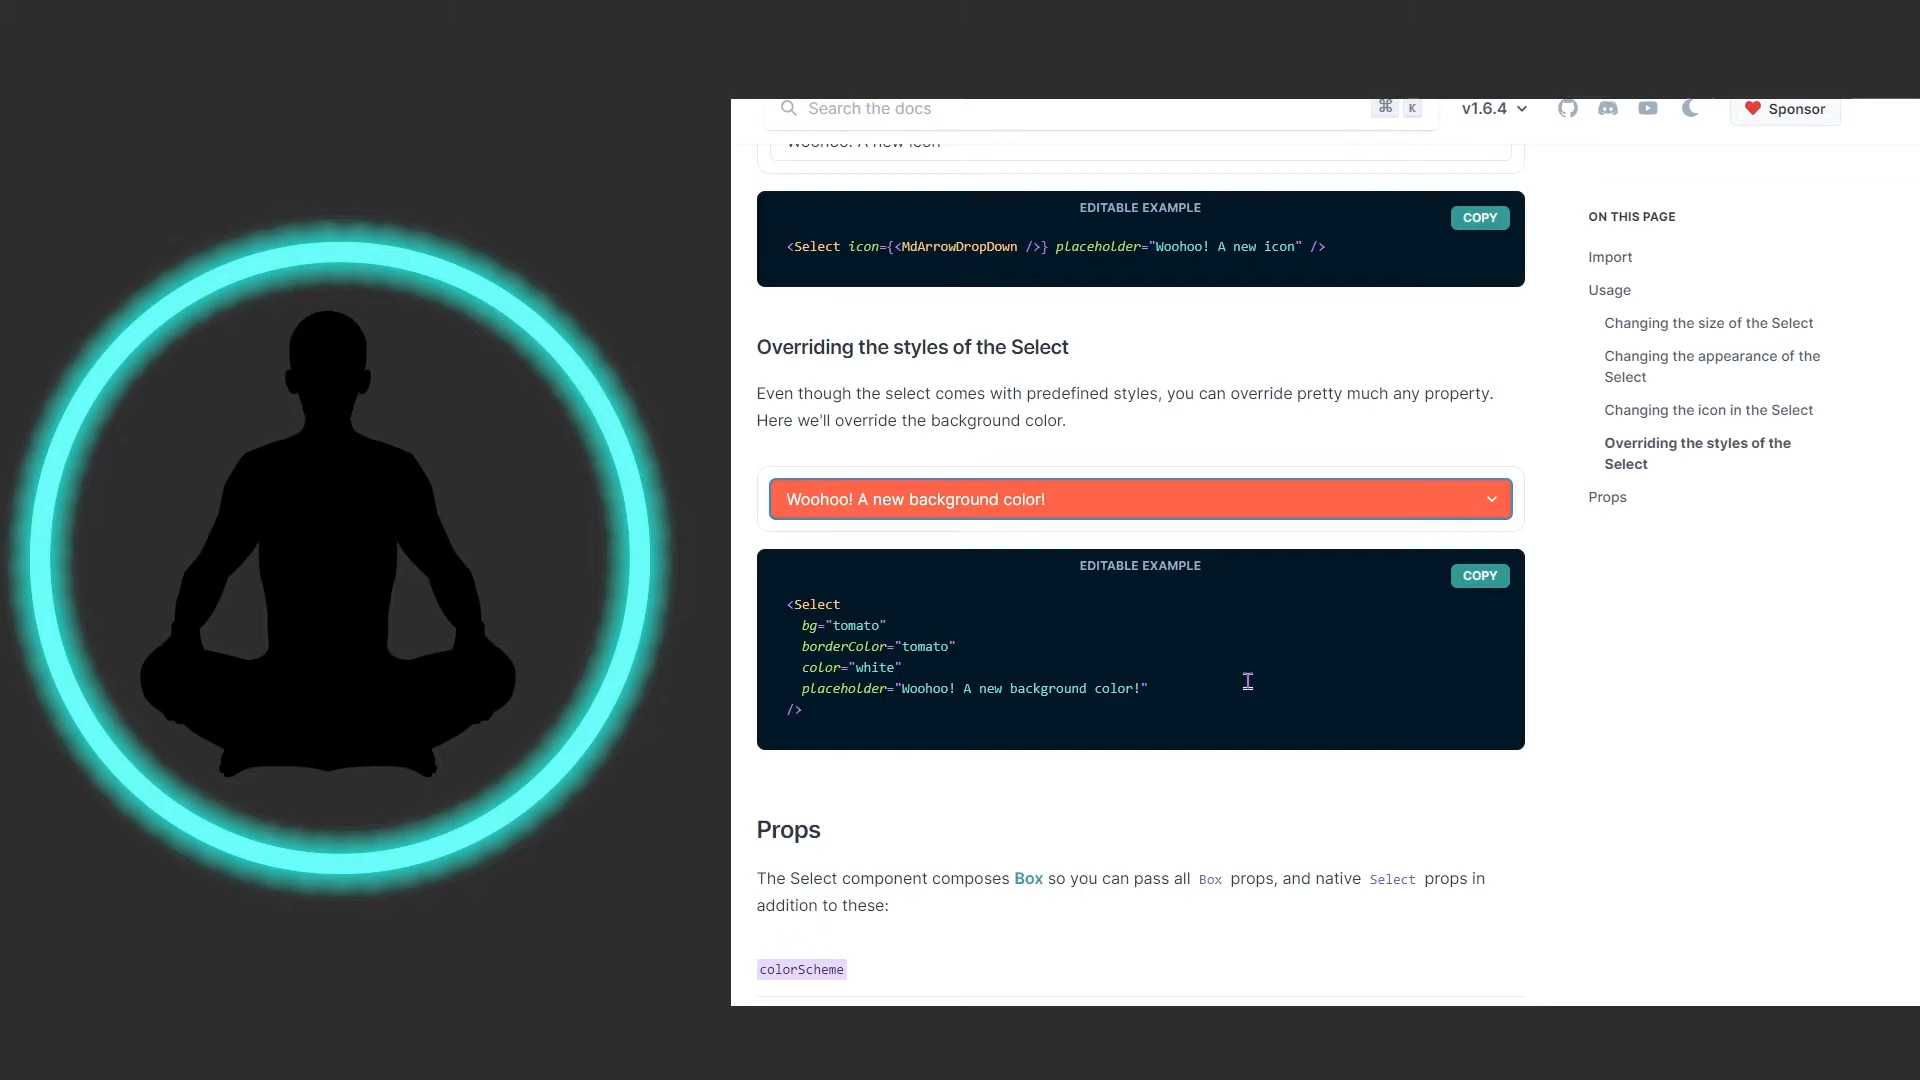 Search the docs
⌘ K
v1.6.4
Sponsor
Woohoo! A new icon
EDITABLE EXAMPLE
COPY
<Select icon={<MdArrowDropDown />} placeholder="Woohoo! A new icon" />
Overriding the styles of the Select
Even though the select comes with predefined styles, you can override pretty much any property.
Here we'll override the background color.
Woohoo! A new background color!
EDITABLE EXAMPLE
COPY
<Select
bg="tomato"
borderColor="tomato"
color="white"
placeholder="Woohoo! A new background color!"
/>
Props
The Select component composes Box so you can pass all Box props, and native Select props in
addition to these:
colorScheme
ON THIS PAGE
Import
Usage
Changing the size of the Select
Changing the appearance of the
Select
Changing the icon in the Select
Overriding the styles of the
Select
Props